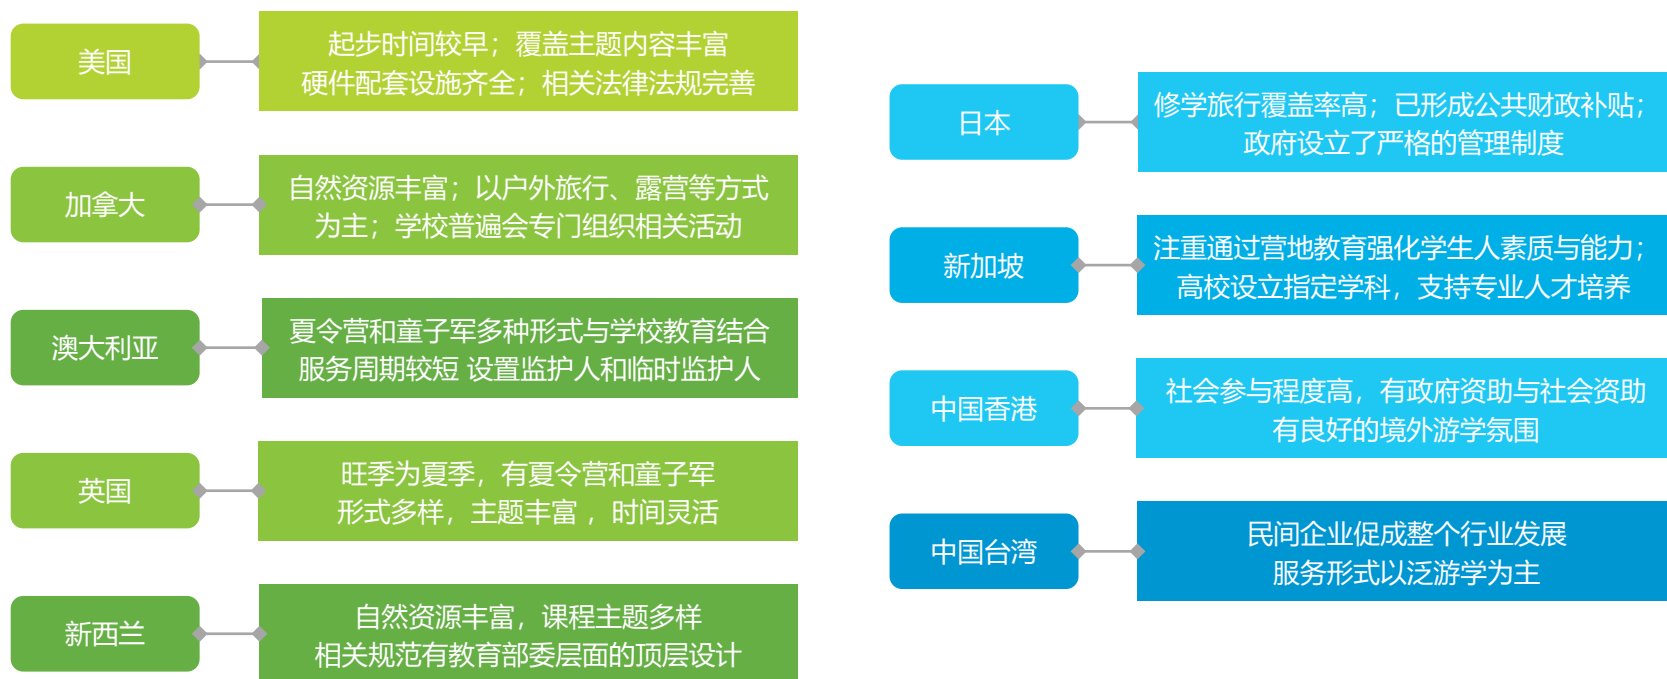 美国
起步时间较早；覆盖主题内容丰富
硬件配套设施齐全；相关法律法规完善
加拿大
自然资源丰富；以户外旅行、露营等方式
为主；学校普遍会专门组织相关活动
澳大利亚
夏令营和童子军多种形式与学校教育结合
服务周期较短 设置监护人和临时监护人
英国
旺季为夏季，有夏令营和童子军
形式多样，主题丰富 ，时间灵活
新西兰
自然资源丰富，课程主题多样
相关规范有教育部委层面的顶层设计
日本
修学旅行覆盖率高；已形成公共财政补贴；
政府设立了严格的管理制度
新加坡
注重通过营地教育强化学生人素质与能力；
高校设立指定学科，支持专业人才培养
中国香港
社会参与程度高，有政府资助与社会资助
有良好的境外游学氛围
中国台湾
民间企业促成整个行业发展
服务形式以泛游学为主